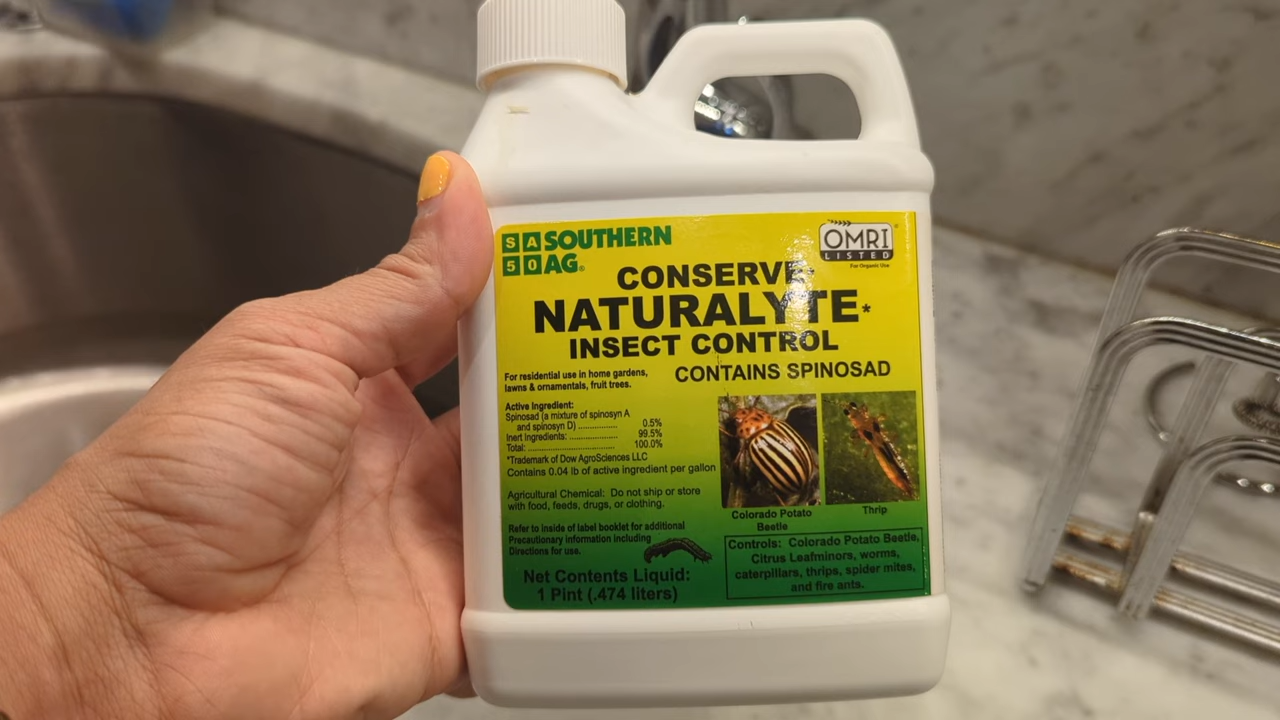 SA SOUTHERN
50 AG®
OMRI
LISTED
For Organic Use
CONSERVE
NATURALYTE*
INSECT CONTROL
CONTAINS SPINOSAD
For residential use in home gardens,
lawns & ornamentals, fruit trees.
Active Ingredient:
Spinosad (a mixture of spinosyn A
and spinosyn D) ................ 0.5%
Inert Ingredients: .................... 99.5%
Total: ................................... 100.0%
*Trademark of Dow AgroSciences LLC
Contains 0.04 lb of active ingredient per gallon
Agricultural Chemical: Do not ship or store
with food, feeds, drugs, or clothing.
Refer to inside of label booklet for additional
Precautionary information including
Directions for use.
Net Contents Liquid:
1 Pint (.474 liters)
Colorado Potato
Beetle
Thrip
Controls: Colorado Potato Beetle,
Citrus Leafminors, worms,
caterpillars, thrips, spider mites,
and fire ants.